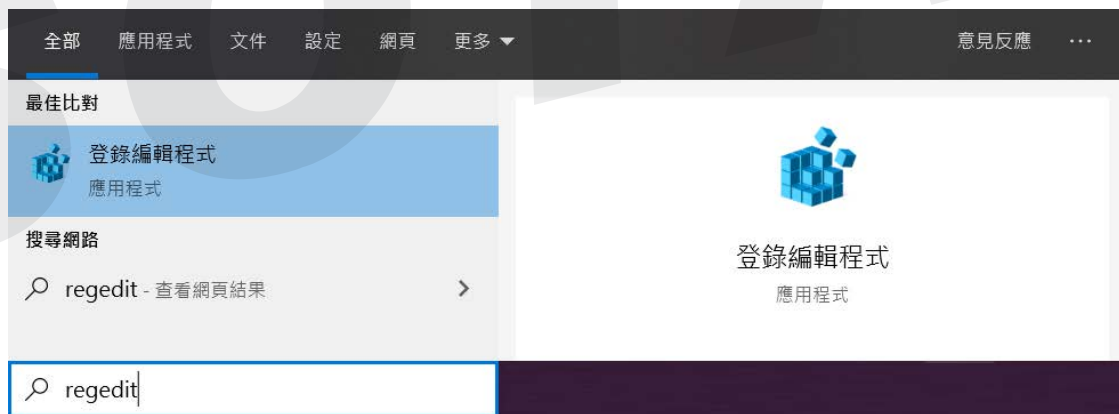 全部 應用程式 文件 設定 網頁 更多 意見反應 ...
最佳比對
登錄編輯程式
應用程式
搜尋網路
regedit - 查看網頁結果
登錄編輯程式
應用程式
regedit